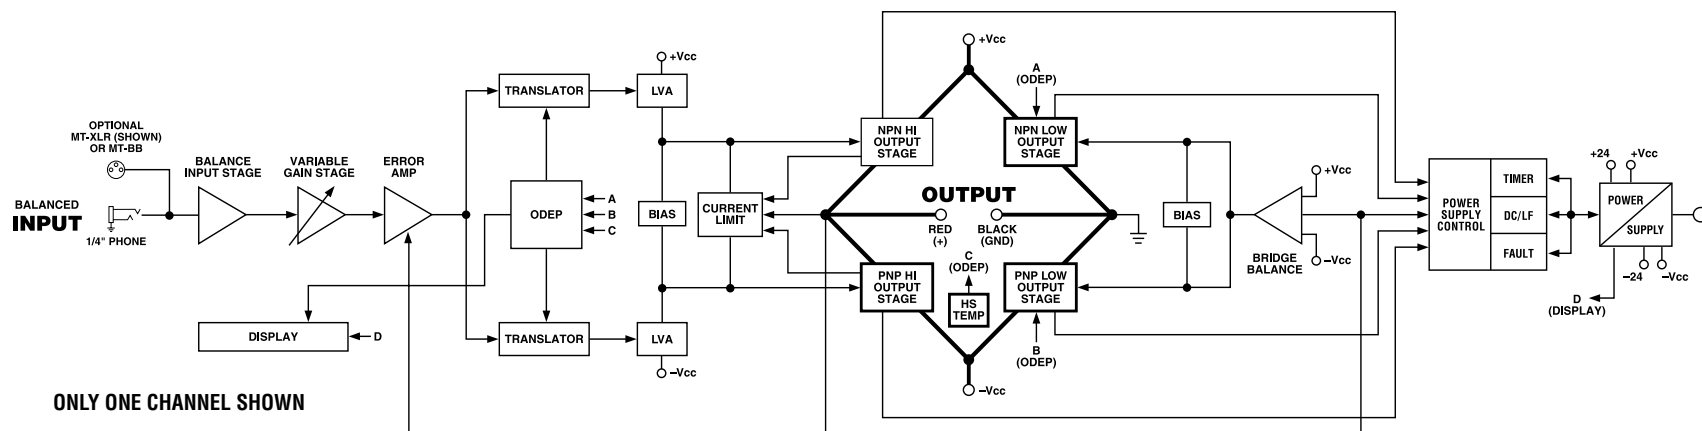 OPTIONAL
MT-XLR (SHOWN)
OR MT-BB
BALANCED
INPUT
1/4" PHONE
BALANCE
INPUT STAGE
VARIABLE
GAIN STAGE
ERROR
AMP
TRANSLATOR
ODEP
A
B
C
TRANSLATOR
DISPLAY
D
+Vcc
LVA
BIAS
LVA
–Vcc
CURRENT
LIMIT
+Vcc
NPN HI
OUTPUT
STAGE
A
(ODEP)
NPN LOW
OUTPUT
STAGE
OUTPUT
RED
(+)
BLACK
(GND)
PNP HI
OUTPUT
STAGE
C
(ODEP)
HS
TEMP
PNP LOW
OUTPUT
STAGE
B
(ODEP)
–Vcc
BIAS
+Vcc
BRIDGE
BALANCE
–Vcc
POWER
SUPPLY
CONTROL
TIMER
DC/LF
FAULT
+24
+Vcc
POWER
SUPPLY
–24
–Vcc
D
(DISPLAY)
ONLY ONE CHANNEL SHOWN